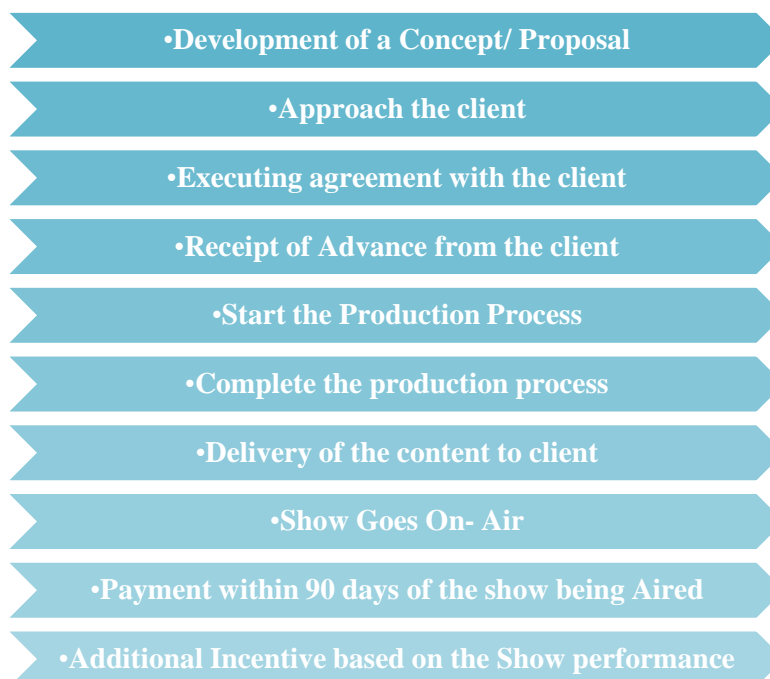 •Development of a Concept/ Proposal
•Approach the client
•Executing agreement with the client
•Receipt of Advance from the client
•Start the Production Process
•Complete the production process
•Delivery of the content to client
•Show Goes On- Air
•Payment within 90 days of the show being Aired
•Additional Incentive based on the Show performance